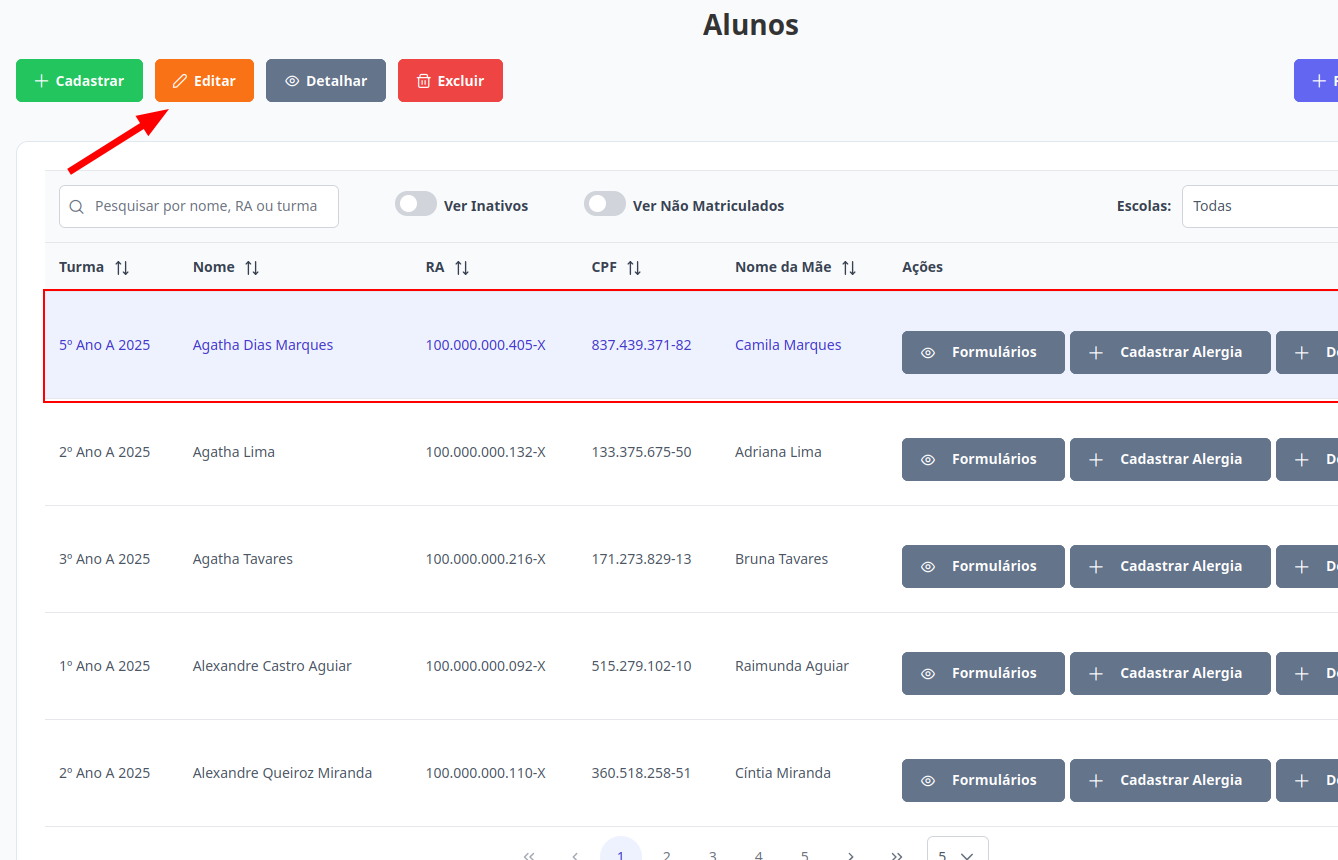 Alunos
Cadastrar Editar Detalhar Excluir
Pesquisar por nome, RA ou turma Ver Inativos Ver Não Matriculados Escolas: Todas
Turma Nome RA CPF Nome da Mãe Ações
5º Ano A 2025 Agatha Dias Marques 100.000.000.405-X 837.439.371-82 Camila Marques Formulários Cadastrar Alergia
2º Ano A 2025 Agatha Lima 100.000.000.132-X 133.375.675-50 Adriana Lima Formulários Cadastrar Alergia
3º Ano A 2025 Agatha Tavares 100.000.000.216-X 171.273.829-13 Bruna Tavares Formulários Cadastrar Alergia
1º Ano A 2025 Alexandre Castro Aguiar 100.000.000.092-X 515.279.102-10 Raimunda Aguiar Formulários Cadastrar Alergia
2º Ano A 2025 Alexandre Queiroz Miranda 100.000.000.110-X 360.518.258-51 Cíntia Miranda Formulários Cadastrar Alergia
1 2 3 4 5 5